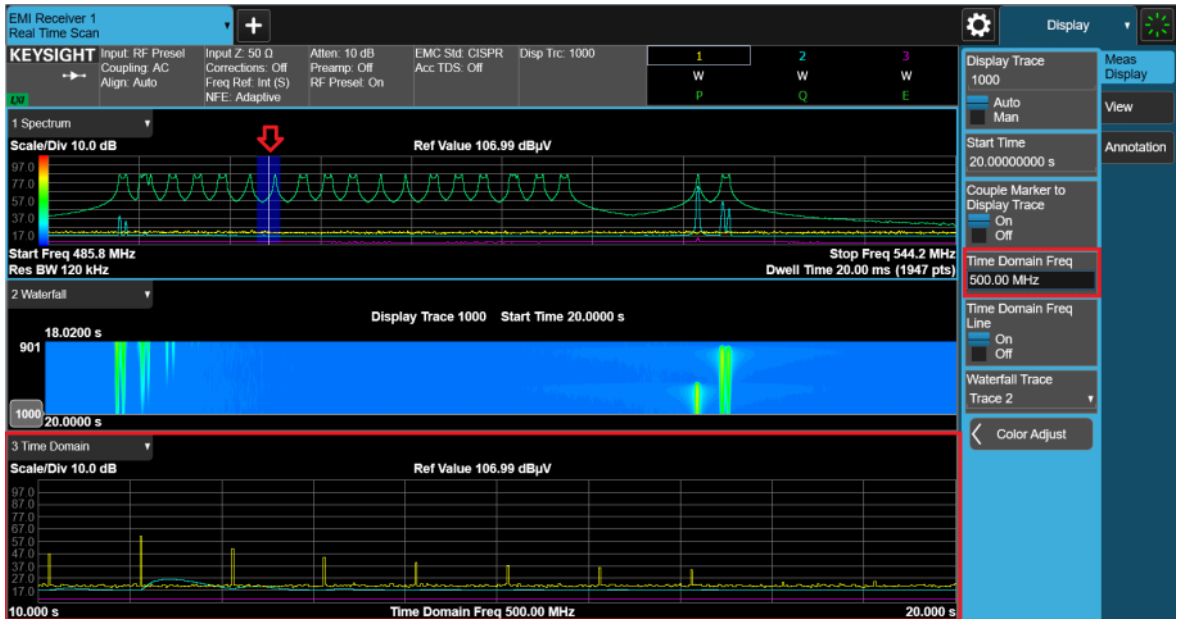 EMI Receiver 1
Real Time Scan
+
Display
KEYSIGHT
LXI
Input: RF Presel
Coupling: AC
Align: Auto
Input Z: 50 Ω
Corrections: Off
Freq Ref: Int (S)
NFE: Adaptive
Atten: 10 dB
Preamp: Off
RF Presel: On
EMC Std: CISPR
Acc TDS: Off
Disp Trc: 1000
1 2 3
W W W
P Q E
1 Spectrum
Scale/Div 10.0 dB
Ref Value 106.99 dBµV
97.0
77.0
57.0
37.0
17.0
Start Freq 485.8 MHz
Stop Freq 544.2 MHz
Res BW 120 kHz
Dwell Time 20.00 ms (1947 pts)
2 Waterfall
Display Trace 1000 Start Time 20.0000 s
18.0200 s
901
1000
20.0000 s
3 Time Domain
Scale/Div 10.0 dB
Ref Value 106.99 dBµV
97.0
87.0
77.0
67.0
57.0
47.0
37.0
27.0
17.0
10.000 s
Time Domain Freq 500.00 MHz
20.000 s
Display Trace
1000
Auto
Man
Start Time
20.00000000 s
Couple Marker to
Display Trace
On
Off
Time Domain Freq
500.00 MHz
Time Domain Freq
Line
On
Off
Waterfall Trace
Trace 2
Color Adjust
Meas
Display
View
Annotation